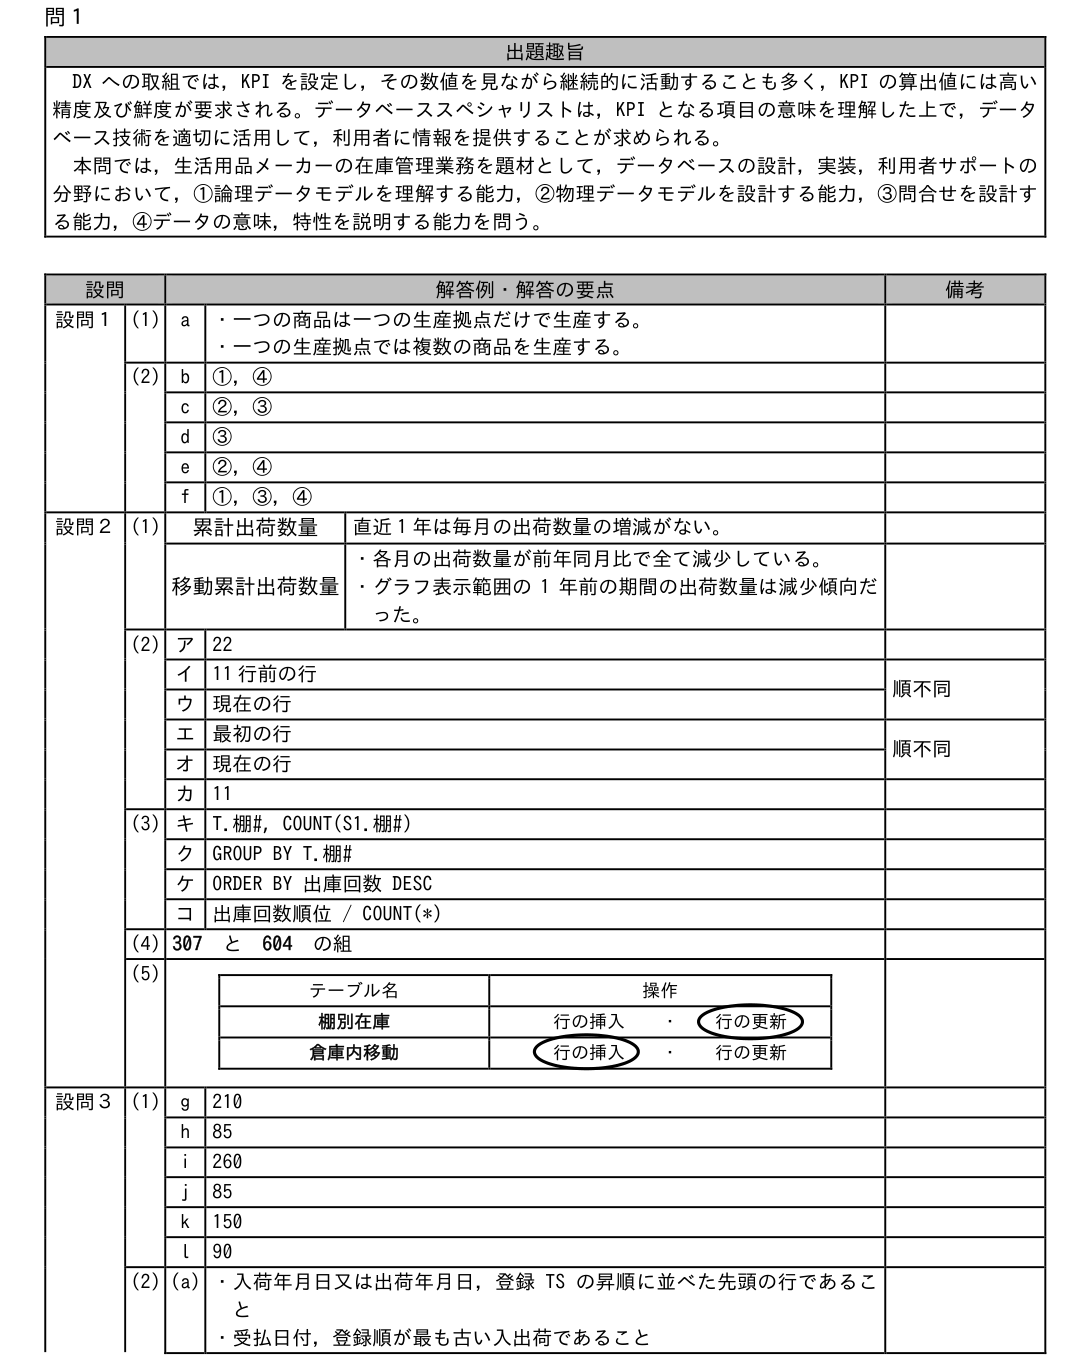 問１
出題趣旨
DX への取組では，KPI を設定し，その数値を見ながら継続的に活動することも多く，KPI の算出値には高い
精度及び鮮度が要求される。データベーススペシャリストは，KPI となる項目の意味を理解した上で，データ
ベース技術を適切に活用して，利用者に情報を提供することが求められる。
本問では，生活用品メーカーの在庫管理業務を題材として，データベースの設計，実装，利用者サポートの
分野において，①論理データモデルを理解する能力，②物理データモデルを設計する能力，③問合せを設計す
る能力，④データの意味，特性を説明する能力を問う。
設問 解答例・解答の要点 備考
設問１ (1) a ・一つの商品は一つの生産拠点だけで生産する。
・一つの生産拠点では複数の商品を生産する。
(2) b ①，④
c ②，③
d ③
e ②，④
f ①，③，④
設問２ (1) 累計出荷数量 直近１年は毎月の出荷数量の増減がない。
移動累計出荷数量 ・各月の出荷数量が前年同月比で全て減少している。
・グラフ表示範囲の 1 年前の期間の出荷数量は減少傾向だ
った。
(2) ア 22
イ 11 行前の行 順不同
ウ 現在の行
エ 最初の行 順不同
オ 現在の行
カ 11
(3) キ T.棚#, COUNT(S1.棚#)
ク GROUP BY T.棚#
ケ ORDER BY 出庫回数 DESC
コ 出庫回数順位 / COUNT(*)
(4) 307 と 604 の組
(5) テーブル名 操作
棚別在庫 行の挿入 ・ 行の更新
倉庫内移動 行の挿入 ・ 行の更新
設問３ (1) g 210
h 85
i 260
j 85
k 150
l 90
(2) (a) ・入荷年月日又は出荷年月日，登録 TS の昇順に並べた先頭の行であるこ
と
・受払日付，登録順が最も古い入出荷であること